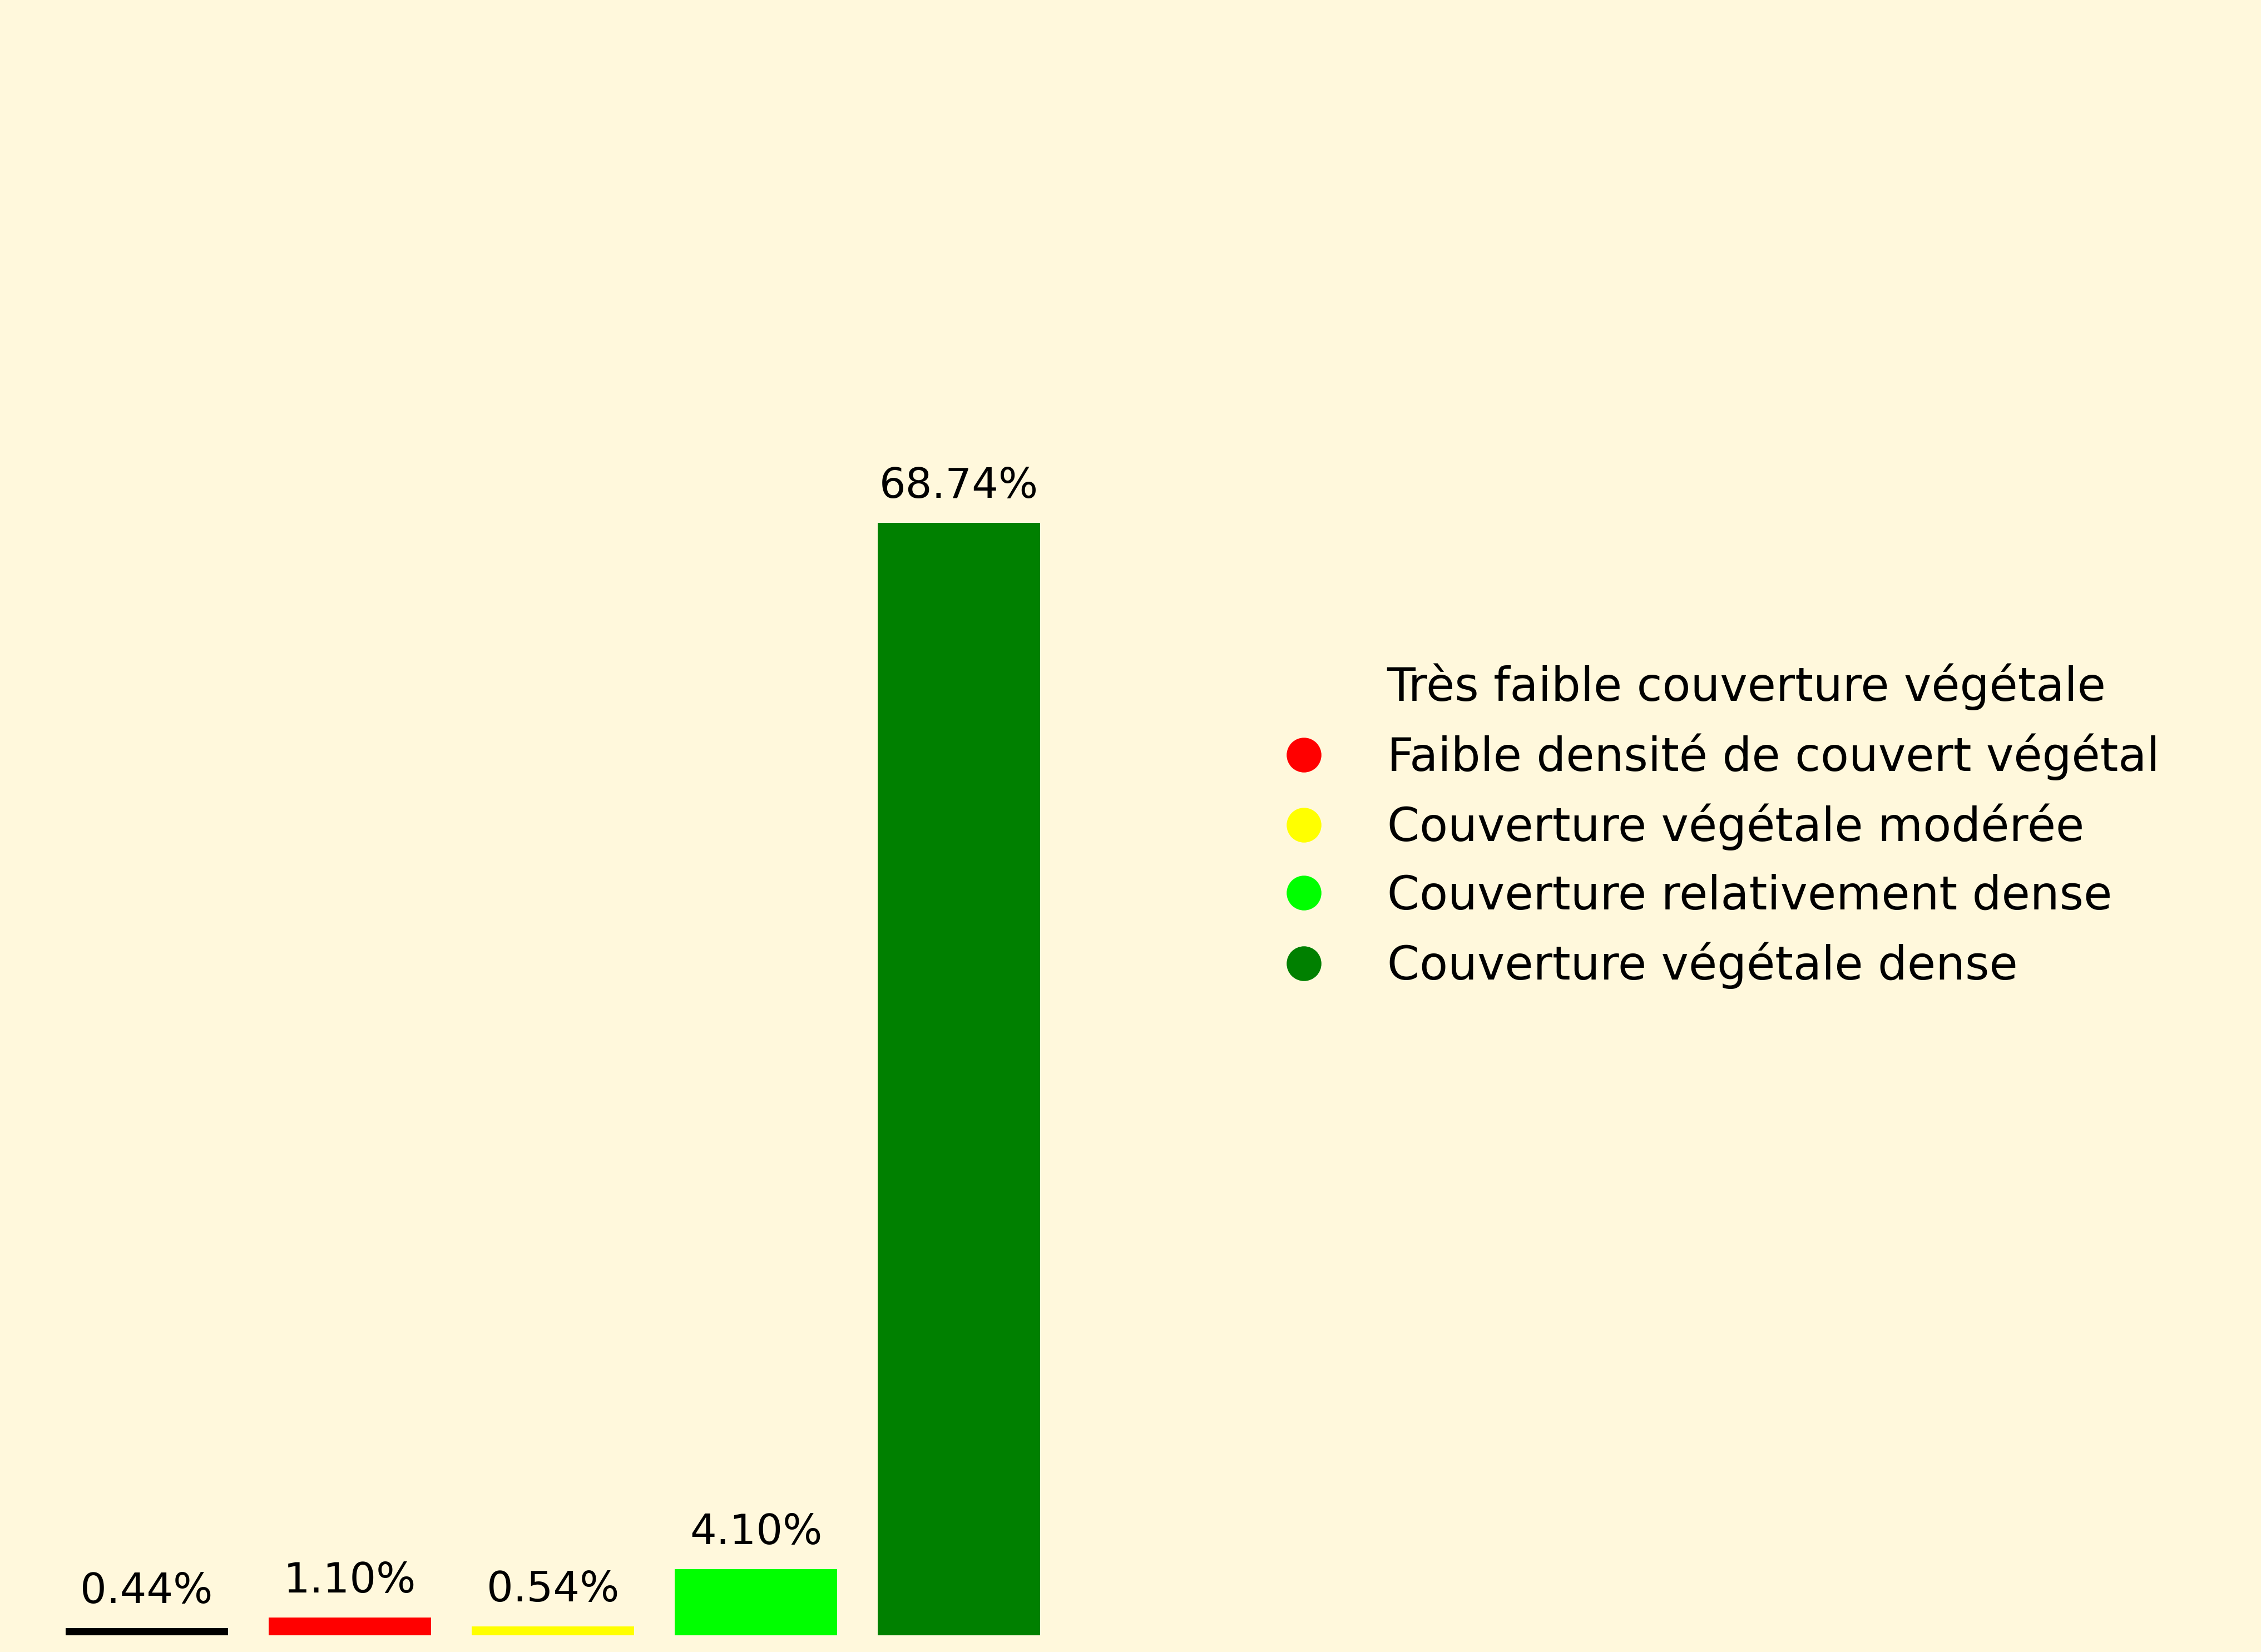 68.74%
Très faible couverture végétale
Faible densité de couvert végétal
Couverture végétale modérée
Couverture relativement dense
Couverture végétale dense
4.10%
1.10%
0.54%
0.44%